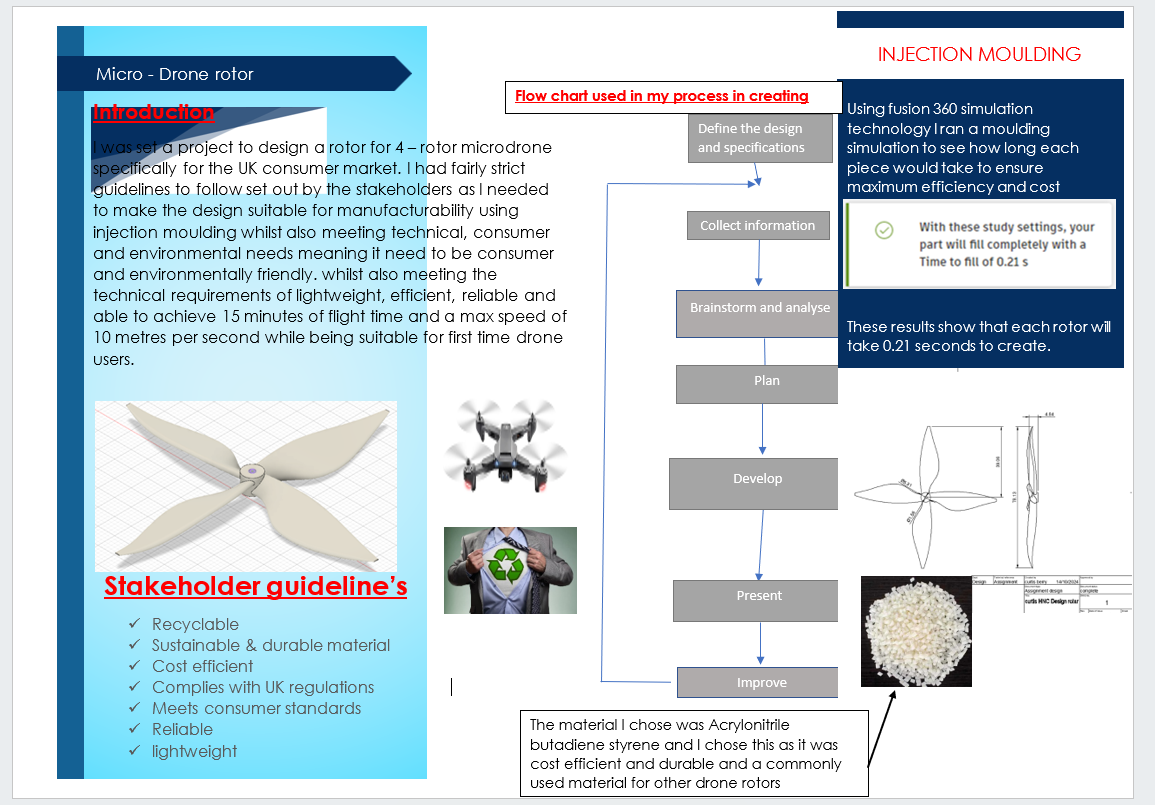 Micro - Drone rotor
Introduction
I was set a project to design a rotor for 4 – rotor microdrone
specifically for the UK consumer market. I had fairly strict
guidelines to follow set out by the stakeholders as I needed
to make the design suitable for manufacturability using
injection moulding whilst also meeting technical, consumer
and environmental needs meaning it need to be consumer
and environmentally friendly. whilst also meeting the
technical requirements of lightweight, efficient, reliable and
able to achieve 15 minutes of flight time and a max speed of
10 metres per second while being suitable for first time drone
users.
Stakeholder guideline's
✓ Recyclable
✓ Sustainable & durable material
✓ Cost efficient
✓ Complies with UK regulations
✓ Meets consumer standards
✓ Reliable
✓ lightweight
Flow chart used in my process in creating
Define the design
and specifications
Collect information
Brainstorm and analyse
Plan
Develop
Present
Improve
The material I chose was Acrylonitrile
butadiene styrene and I chose this as it was
cost efficient and durable and a commonly
used material for other drone rotors
INJECTION MOULDING
Using fusion 360 simulation
technology I ran a moulding
simulation to see how long each
piece would take to ensure
maximum efficiency and cost
With these study settings, your
part will fill completely with a
Time to fill of 0.21 s
These results show that each rotor will
take 0.21 seconds to create.
Design
Assignment
14/10/2024
Assignment design
complete
curtis HNC Design rotor
1